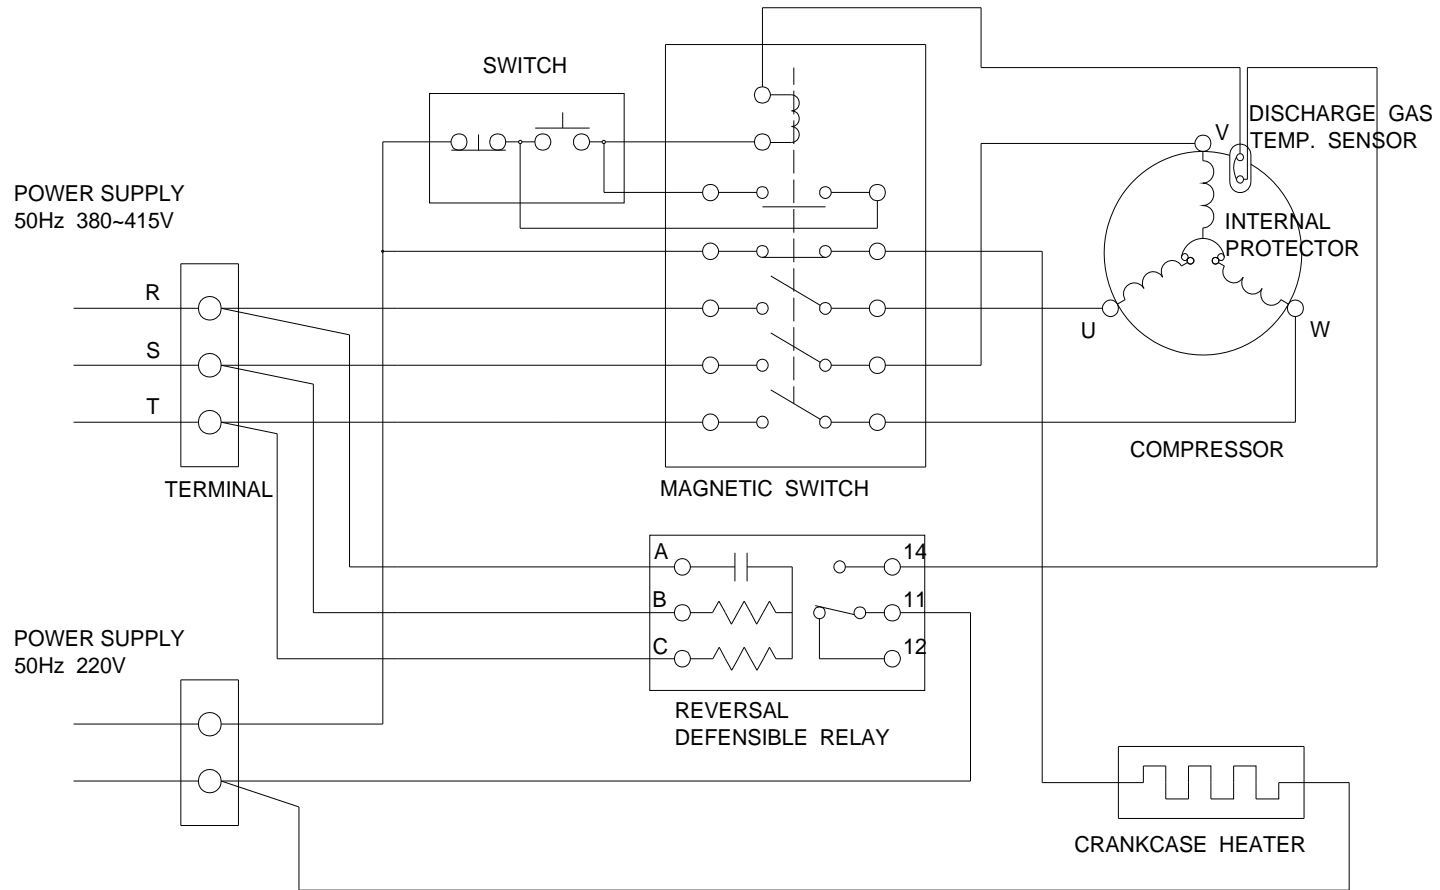 SWITCH
DISCHARGE GAS
TEMP. SENSOR
V
POWER SUPPLY
50Hz 380~415V
INTERNAL
PROTECTOR
R
S
T
U
W
COMPRESSOR
TERMINAL
MAGNETIC SWITCH
A
14
B
11
C
12
POWER SUPPLY
50Hz 220V
REVERSAL
DEFENSIBLE RELAY
CRANKCASE HEATER